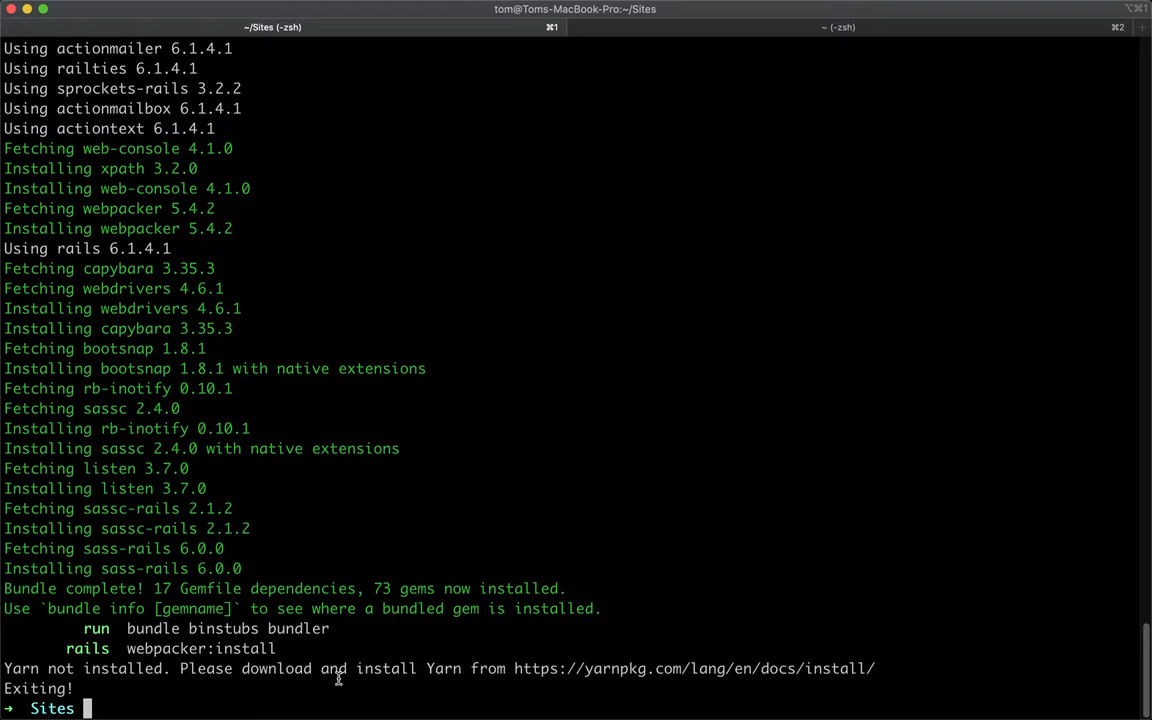 tom@Toms-MacBook-Pro:~/Sites
⌥⌘1
~/Sites (-zsh)
⌘1
~ (-zsh)
⌘2
+
Using actionmailer 6.1.4.1
Using railties 6.1.4.1
Using sprockets-rails 3.2.2
Using actionmailbox 6.1.4.1
Using actiontext 6.1.4.1
Fetching web-console 4.1.0
Installing xpath 3.2.0
Installing web-console 4.1.0
Fetching webpacker 5.4.2
Installing webpacker 5.4.2
Using rails 6.1.4.1
Fetching capybara 3.35.3
Fetching webdrivers 4.6.1
Installing webdrivers 4.6.1
Installing capybara 3.35.3
Fetching bootsnap 1.8.1
Installing bootsnap 1.8.1 with native extensions
Fetching rb-inotify 0.10.1
Fetching sassc 2.4.0
Installing rb-inotify 0.10.1
Installing sassc 2.4.0 with native extensions
Fetching listen 3.7.0
Installing listen 3.7.0
Fetching sassc-rails 2.1.2
Installing sassc-rails 2.1.2
Fetching sass-rails 6.0.0
Installing sass-rails 6.0.0
Bundle complete! 17 Gemfile dependencies, 73 gems now installed.
Use `bundle info [gemname]` to see where a bundled gem is installed.
run bundle binstubs bundler
rails webpacker:install
Yarn not installed. Please download and install Yarn from https://yarnpkg.com/lang/en/docs/install/
Exiting!
→ Sites